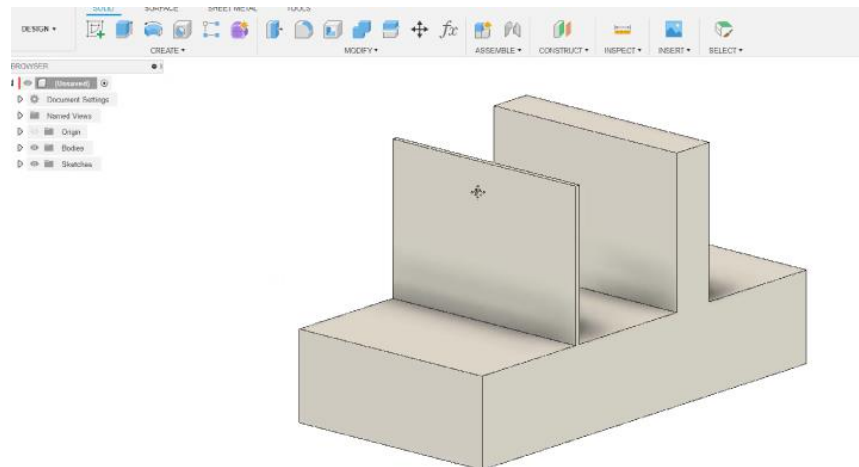 SOLID SURFACE SHEET METAL TOOLS
DESIGN
CREATE MODIFY fx ASSEMBLE CONSTRUCT INSPECT INSERT SELECT
BROWSER
(Unsaved)
Document Settings
Named Views
Origin
Bodies
Sketches